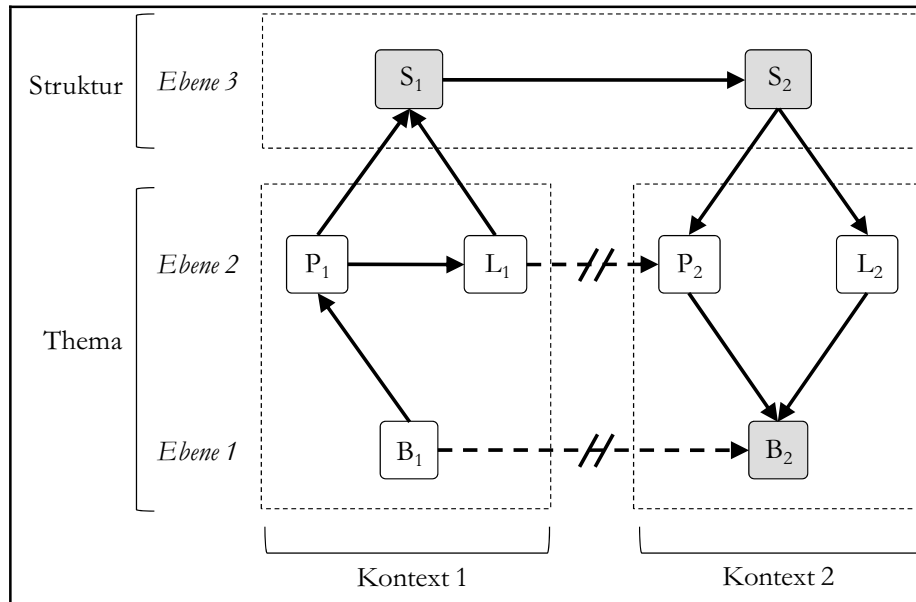 Struktur Ebene 3 S₁ S₂
Ebene 2 P₁ L₁ P₂ L₂
Thema
Ebene 1 B₁ B₂
Kontext 1 Kontext 2